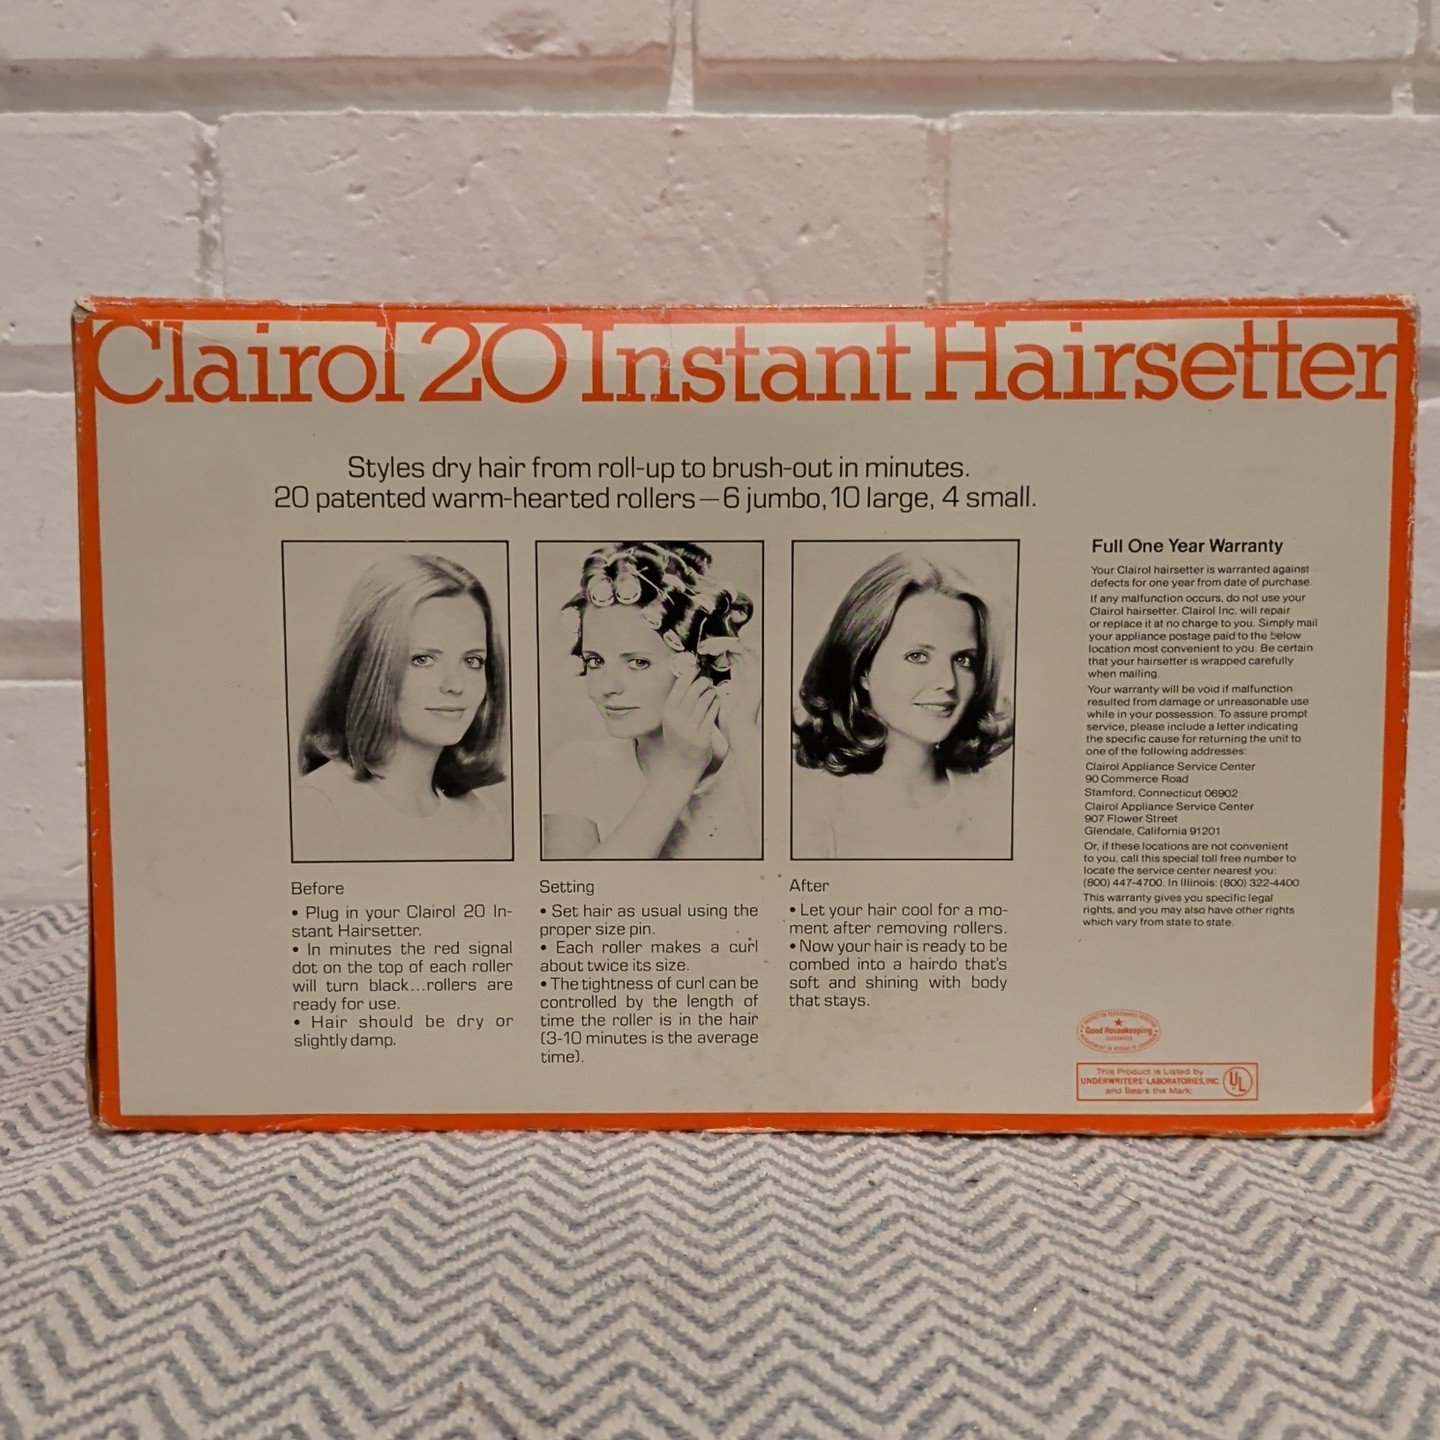 Clairol 20 Instant Hairsetter
Styles dry hair from roll-up to brush-out in minutes.
20 patented warm-hearted rollers—6 jumbo, 10 large, 4 small.
Before
• Plug in your Clairol 20 In-
stant Hairsetter.
• In minutes the red signal
dot on the top of each roller
will turn black...rollers are
ready for use.
• Hair should be dry or
slightly damp.
Setting
• Set hair as usual using the
proper size pin.
• Each roller makes a curl
about twice its size.
• The tightness of curl can be
controlled by the length of
time the roller is in the hair
(3-10 minutes is the average
time).
After
• Let your hair cool for a mo-
ment after removing rollers.
• Now your hair is ready to be
combed into a hairdo that's
soft and shining with body
that stays.
Full One Year Warranty
Your Clairol hairsetter is warranted against
defects for one year from date of purchase.
If any malfunction occurs, do not use your
Clairol hairsetter. Clairol Inc. will repair
or replace it at no charge to you. Simply mail
your appliance postage paid to the below
location most convenient to you. Be certain
that your hairsetter is wrapped carefully
when mailing.
Your warranty will be void if malfunction
resulted from damage or unreasonable use
while in your possession. To assure prompt
service, please include a letter indicating
the specific cause for returning the unit to
one of the following addresses:
Clairol Appliance Service Center
90 Commerce Road
Stamford, Connecticut 06902
Clairol Appliance Service Center
907 Flower Street
Glendale, California 91201
Or, if these locations are not convenient
to you, call this special toll free number to
locate the service center nearest you:
(800) 447-4700. In Illinois: (800) 322-4400
This warranty gives you specific legal
rights, and you may also have other rights
which vary from state to state.
Good Housekeeping
This Product is Listed by
UNDERWRITERS' LABORATORIES, INC.
and Bears the Mark:
UL